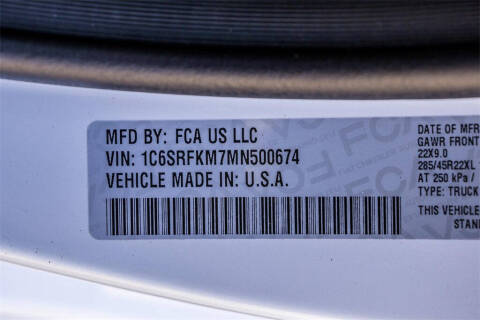 MFD BY: FCA US LLC
VIN: 1C6SRFKM7MN500674
VEHICLE MADE IN: U.S.A.
DATE OF MFR
GAWR FRONT
22X9.0
285/45R22XL
AT 250 kPa /
TYPE: TRUCK
THIS VEHICLE
STAN